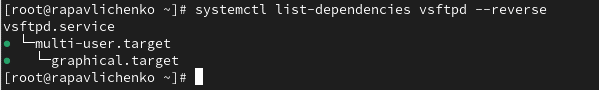 [root@rapavlichenko ~]# systemctl list-dependencies vsftpd --reverse
vsftpd.service
● └─multi-user.target
●   └─graphical.target
[root@rapavlichenko ~]#